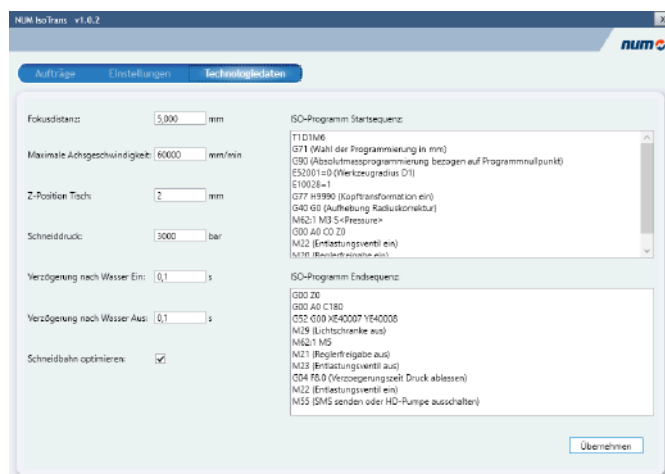 NUM IsoTrans v1.0.2
num
Aufträge Einstellungen Technologiedaten
Fokusdistanz: 5,000 mm
Maximale Achsgeschwindigkeit: 60000 mm/min
Z-Position Tisch: 2 mm
Schneiddruck: 3000 bar
Verzögerung nach Wasser Ein: 0,1 s
Verzögerung nach Wasser Aus: 0,1 s
Schneidbahn optimieren:
ISO-Programm Startsequenz:
T1D1M6
G71 (Wahl der Programmierung in mm)
G90 (Absolutmassprogrammierung bezogen auf Programmnullpunkt)
E52001=0 (Werkzeugradius D1)
E10028=1
G77 H9990 (Kopftransformation ein)
G40 G0 (Aufhebung Radiuskorrektur)
M62:1 M3 S<Pressure>
G00 A0 C0 Z0
M22 (Entlastungsventil ein)
M20 (Reglerfreigabe ein)
ISO-Programm Endsequenz:
G00 Z0
G00 A0 C180
G52 G00 XE40007 YE40008
M29 (Lichtschranke aus)
M62:1 M5
M21 (Reglerfreigabe aus)
M23 (Entlastungsventil aus)
G04 F8.0 (Verzoegerungszeit Druck ablassen)
M22 (Entlastungsventil ein)
M55 (SMS senden oder HD-Pumpe ausschalten)
Übernehmen